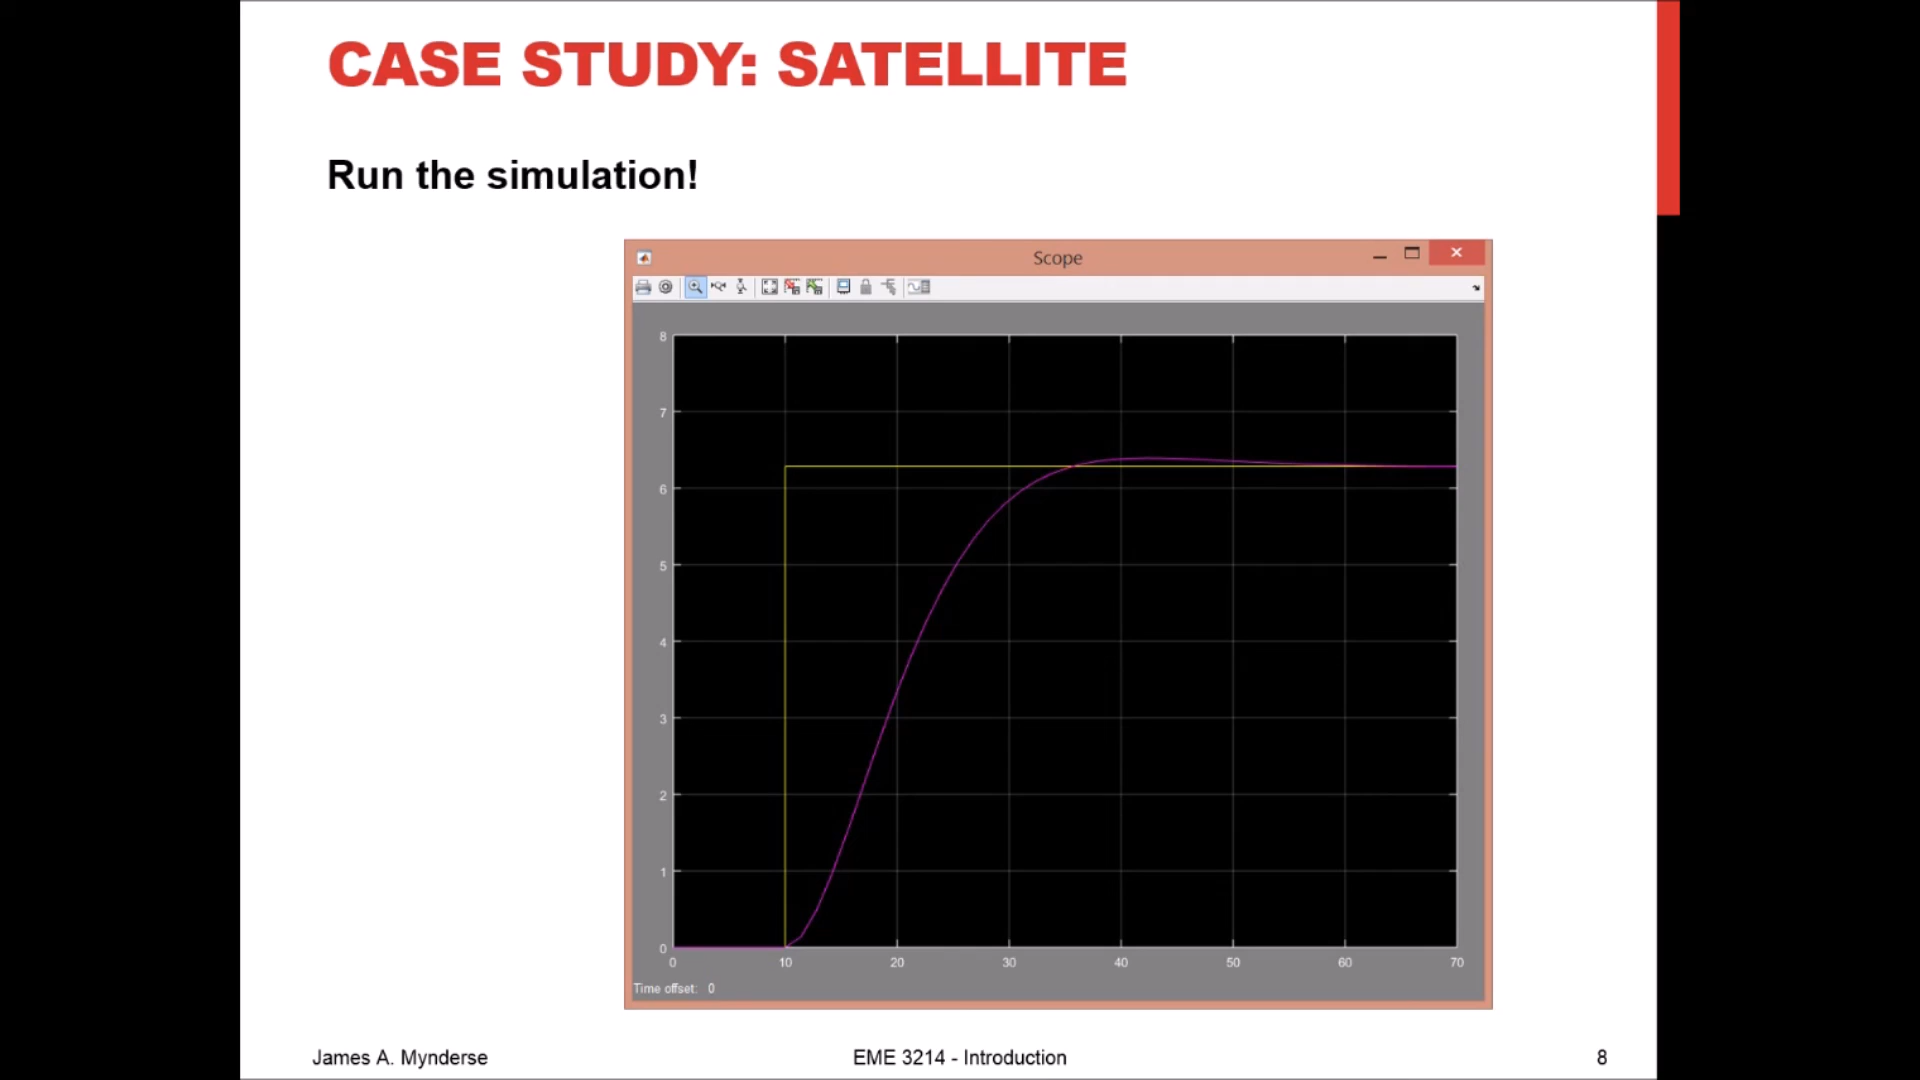 CASE STUDY: SATELLITE
Run the simulation!
Scope
8
7
6
5
4
3
2
1
0
0 10 20 30 40 50 60 70
Time offset: 0
James A. Mynderse EME 3214 - Introduction 8